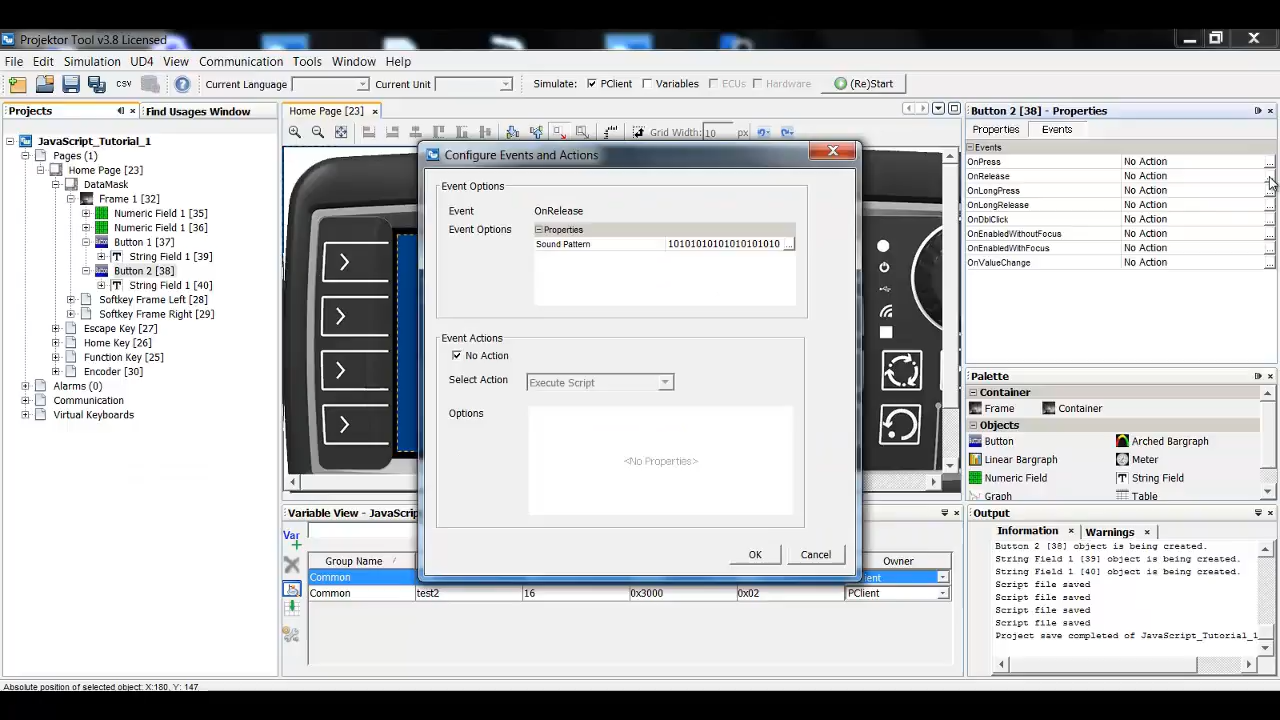 Projektor Tool v3.8 Licensed
File Edit Simulation UD4 View Communication Tools Window Help
CSV Current Language Current Unit Simulate: PClient Variables ECUs Hardware (Re)Start
Projects
Find Usages Window
JavaScript_Tutorial_1
Pages (1)
Home Page [23]
DataMask
Frame 1 [32]
Numeric Field 1 [35]
Numeric Field 1 [36]
Button 1 [37]
String Field 1 [39]
Button 2 [38]
String Field 1 [40]
Softkey Frame Left [28]
Softkey Frame Right [29]
Escape Key [27]
Home Key [26]
Function Key [25]
Encoder [30]
Alarms (0)
Communication
Virtual Keyboards
Home Page [23]
Grid Width: 10 px
Configure Events and Actions
Event Options
Event OnRelease
Event Options
Properties
Sound Pattern 10101010101010101010 ...
Event Actions
No Action
Select Action Execute Script
Options
<No Properties>
OK Cancel
Variable View - JavaScr
Var
Group Name Owner
Common ient
Common test2 16 0x3000 0x02 PClient
Button 2 [38] - Properties
Properties Events
Events
OnPress No Action ...
OnRelease No Action
OnLongPress No Action ...
OnLongRelease No Action ...
OnDblClick No Action ...
OnEnabledWithoutFocus No Action ...
OnEnabledWithFocus No Action ...
OnValueChange No Action ...
Palette
Container
Frame Container
Objects
Button Arched Bargraph
Linear Bargraph Meter
Numeric Field String Field
Graph Table
Output
Information Warnings
Button 2 [38] object is being created.
String Field 1 [39] object is being created.
String Field 1 [40] object is being created.
Script file saved
Script file saved
Script file saved
Script file saved
Project save completed of JavaScript_Tutorial_1
Absolute position of selected object: X:180, Y: 147